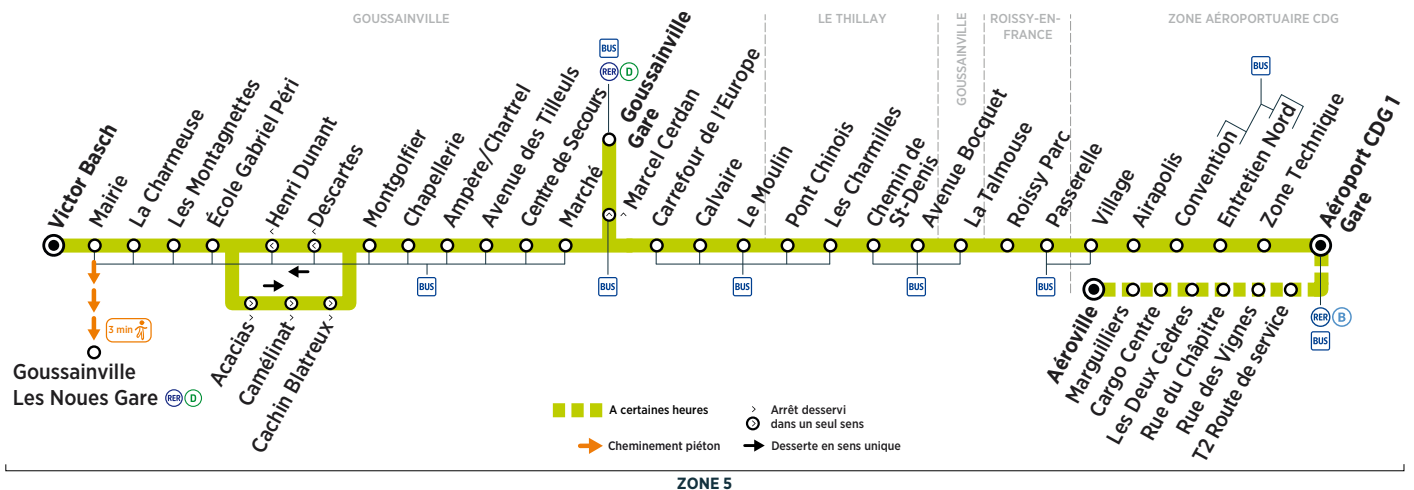 GOUSSAINVILLE
LE THILLAY
GOUSSAINVILLE
ROISSY-EN-
FRANCE
ZONE AÉROPORTUAIRE CDG
Victor Basch
Mairie
La Charmeuse
Les Montagnettes
École Gabriel Péri
Henri Dunant
Descartes
Montgolfier
Chapellerie
Ampère/Chartrel
Avenue des Tilleuls
Centre de Secours
Marché
BUS
RER D
Goussainville
Gare
Marcel Cerdan
Carrefour de l'Europe
Calvaire
Le Moulin
Pont Chinois
Les Charmilles
Chemin de
St-Denis
Avenue Bocquet
La Talmouse
Roissy Parc
Passerelle
Village
Airapolis
Convention
BUS
Entretien Nord
Zone Technique
Aéroport CDG 1
Gare
BUS
BUS
BUS
BUS
BUS
RER B
BUS
3 min
Goussainville
Les Noues Gare RER D
Acacias
Camélinat
Cachin Blatreux
Aéroville
Marguilliers
Cargo Centre
Les Deux Cèdres
Rue du Châpitre
Rue des Vignes
T2 Route de service
A certaines heures
Arrêt desservi
dans un seul sens
Cheminement piéton
Desserte en sens unique
ZONE 5